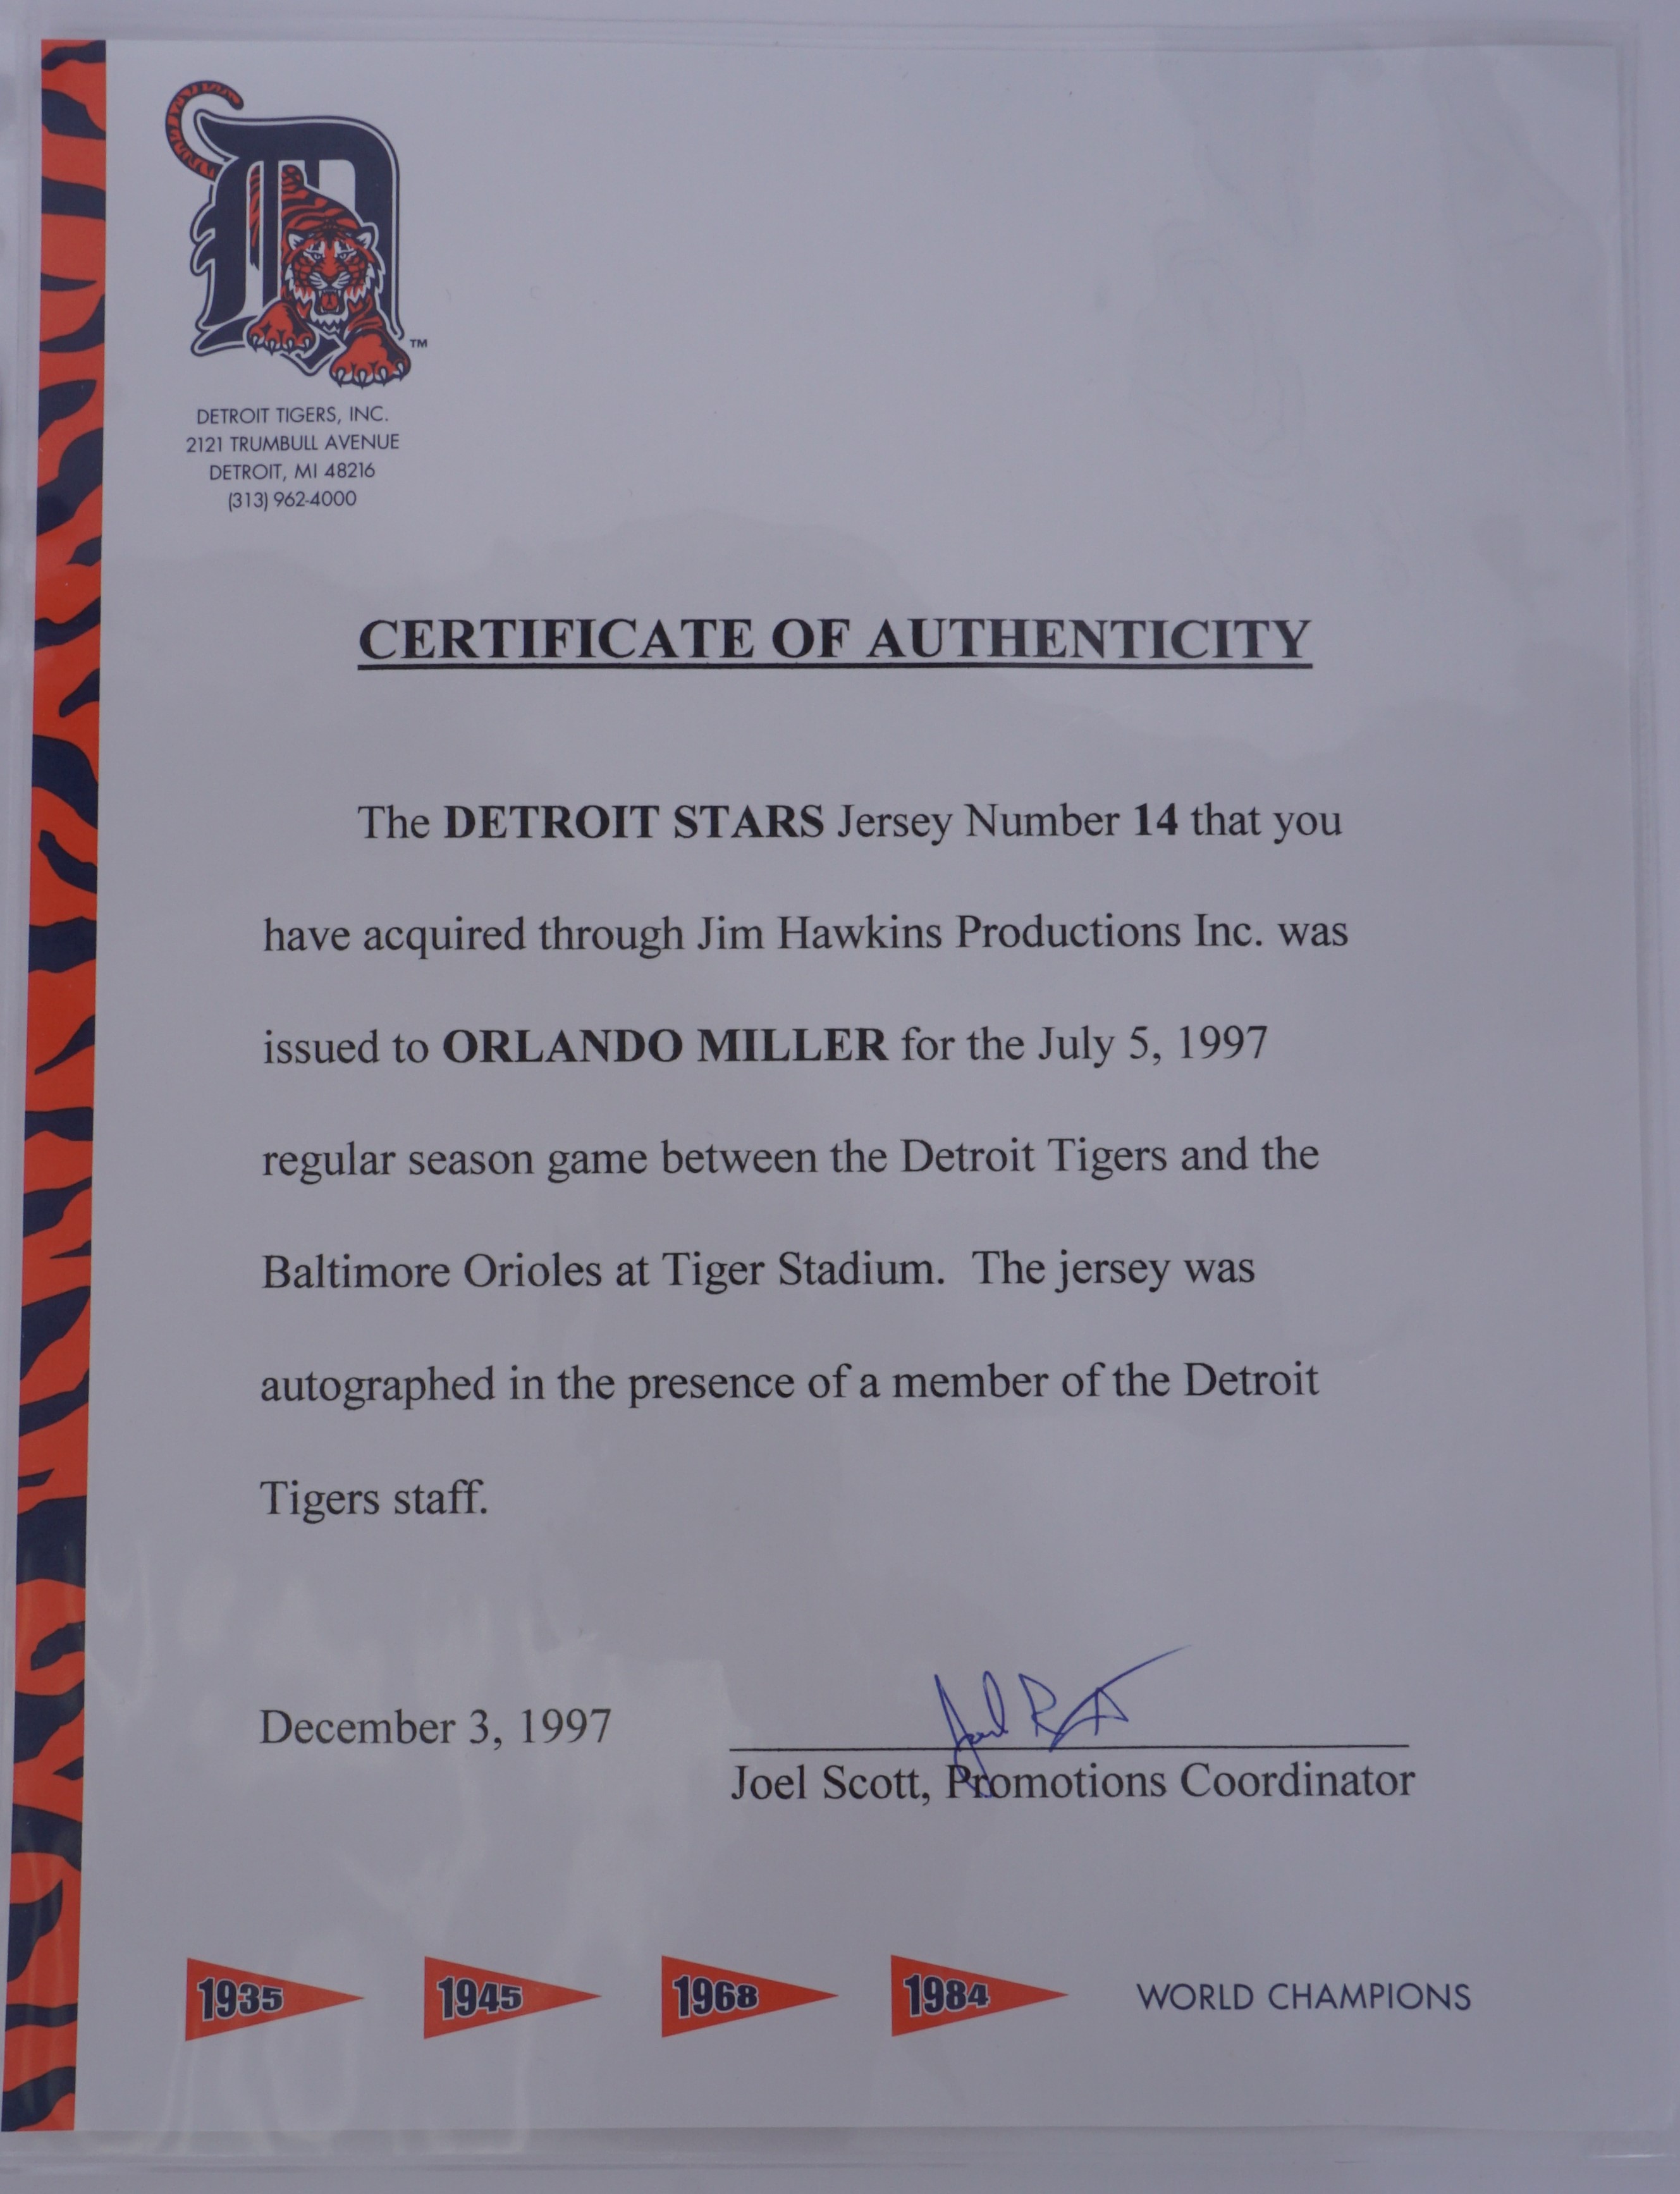 TM
DETROIT TIGERS, INC.
2121 TRUMBULL AVENUE
DETROIT, MI 48216
(313) 962-4000
CERTIFICATE OF AUTHENTICITY
The DETROIT STARS Jersey Number 14 that you
have acquired through Jim Hawkins Productions Inc. was
issued to ORLANDO MILLER for the July 5, 1997
regular season game between the Detroit Tigers and the
Baltimore Orioles at Tiger Stadium.  The jersey was
autographed in the presence of a member of the Detroit
Tigers staff.
December 3, 1997
Joel Scott, Promotions Coordinator
1935 1945 1968 1984 WORLD CHAMPIONS